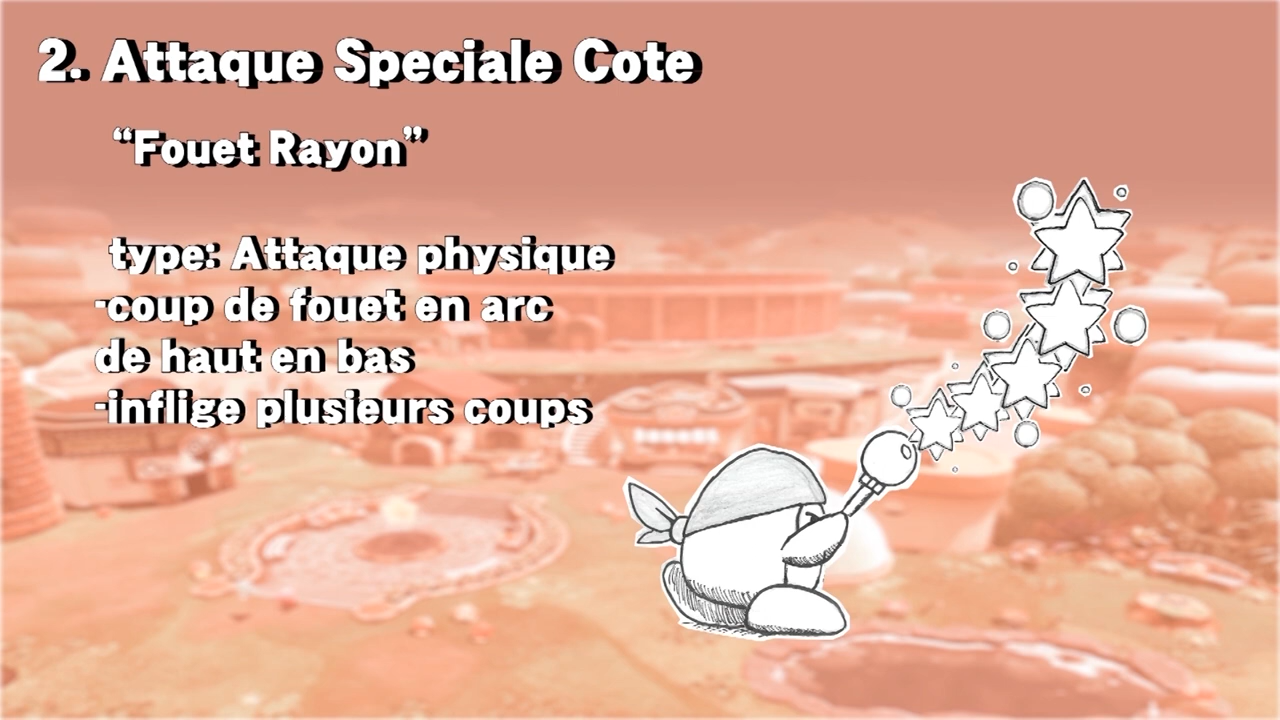 2. Attaque Speciale Cote
“Fouet Rayon”
type: Attaque physique
-coup de fouet en arc
de haut en bas
-inflige plusieurs coups